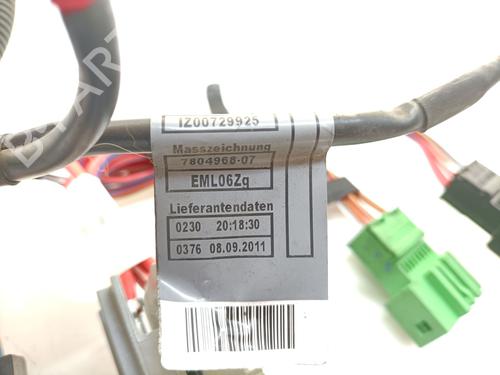 IZ00729925
Masszeichnung
7804968-07
EML06Zq
Lieferantendaten
0230 20:18:30
0376 08.09.2011